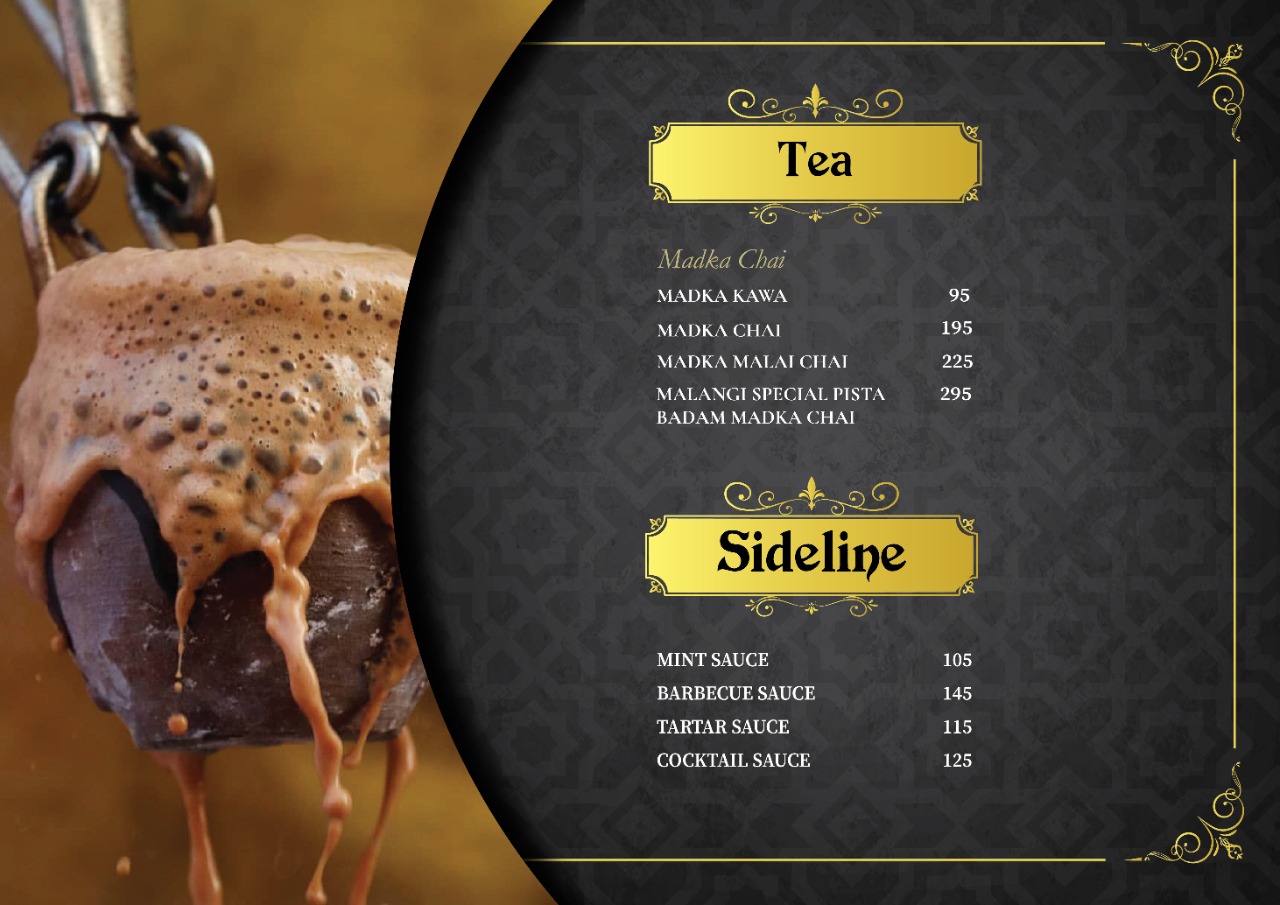 Tea
Madka Chai
MADKA KAWA 95
MADKA CHAI 195
MADKA MALAI CHAI 225
MALANGI SPECIAL PISTA 295
BADAM MADKA CHAI
Sideline
MINT SAUCE 105
BARBECUE SAUCE 145
TARTAR SAUCE 115
COCKTAIL SAUCE 125